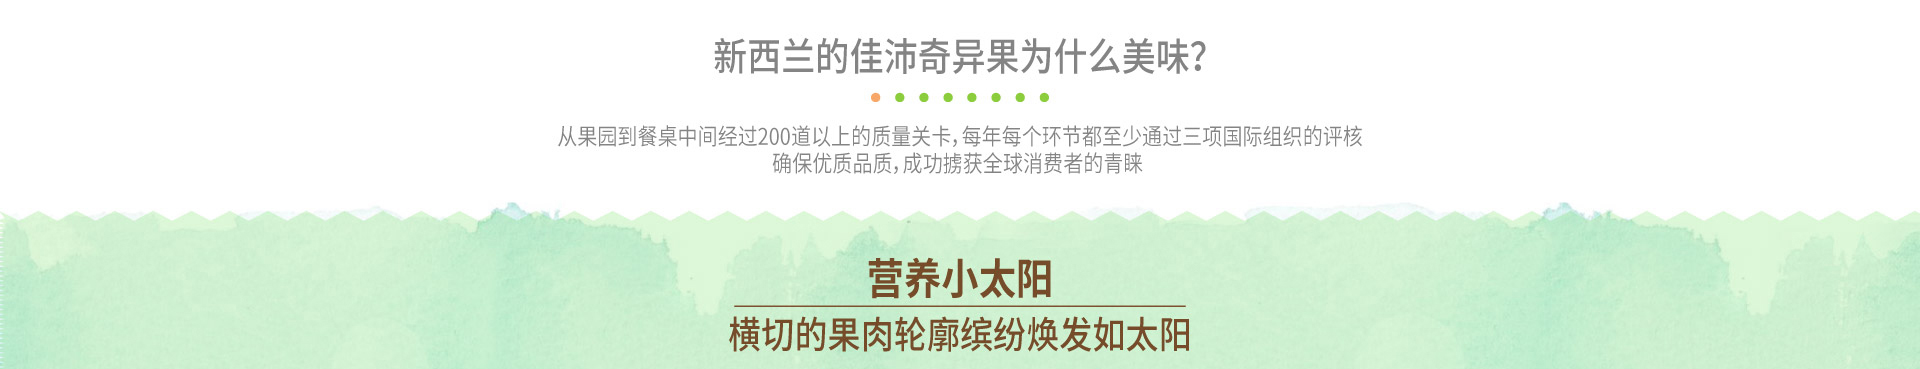 新西兰的佳沛奇异果为什么美味?
从果园到餐桌中间经过200道以上的质量关卡,每年每个环节都至少通过三项国际组织的评核
确保优质品质,成功掳获全球消费者的青睐
营养小太阳
横切的果肉轮廓缤纷焕发如太阳